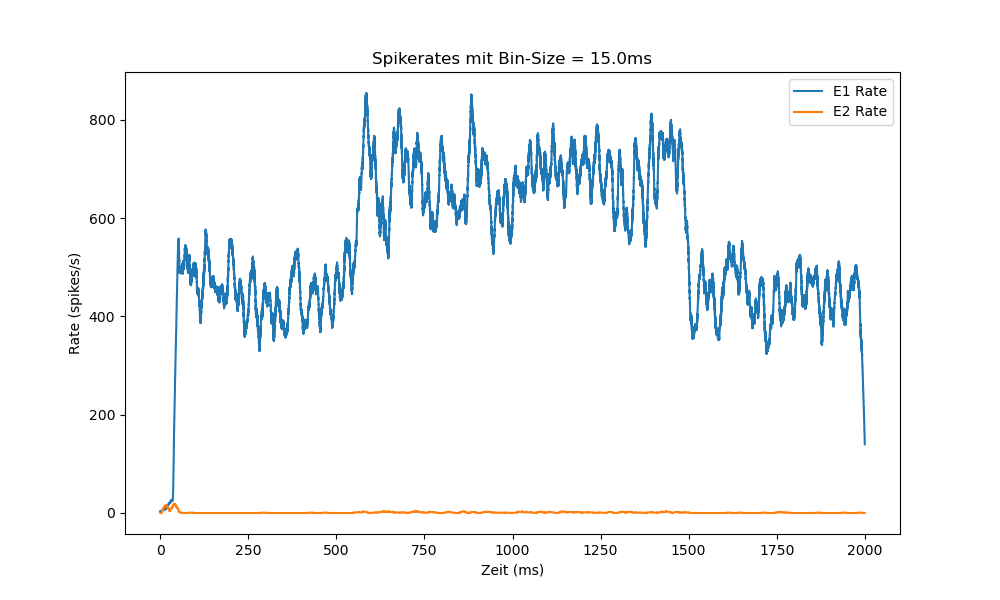 Spikerates mit Bin-Size = 15.0ms
E1 Rate
E2 Rate
800
600
400
200
0
Rate (spikes/s)
0 250 500 750 1000 1250 1500 1750 2000
Zeit (ms)